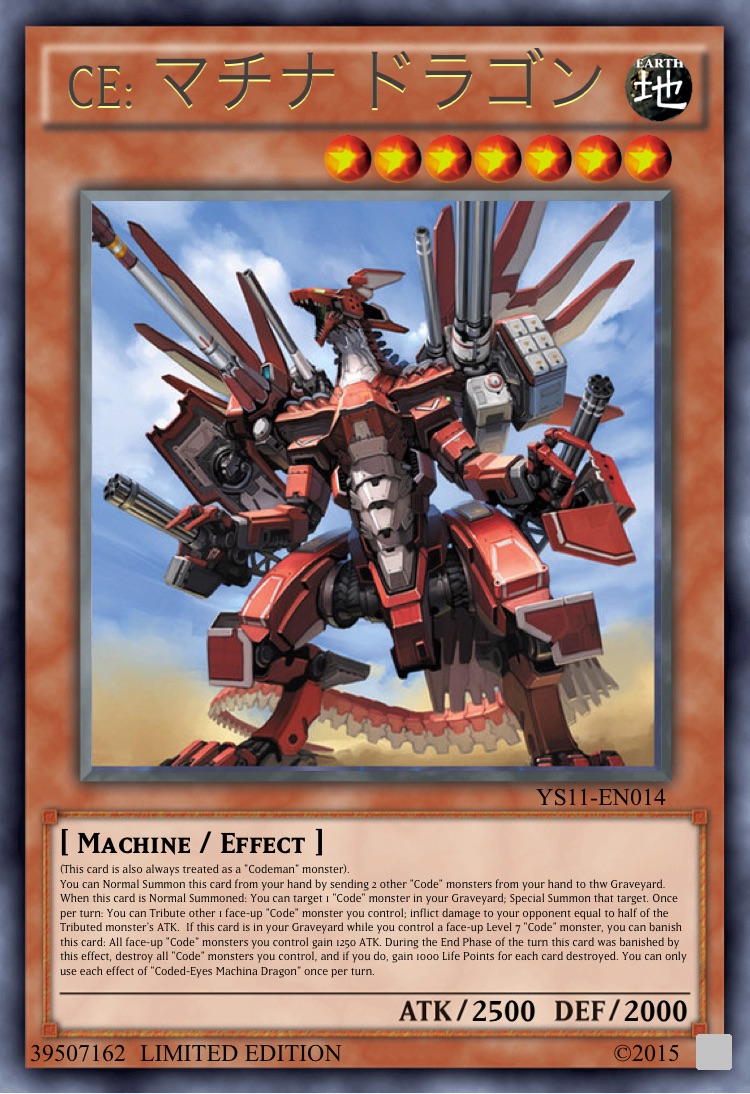 CE: マチナ ドラゴン
EARTH
地
YS11-EN014
[ Machine / Effect ]
(This card is also always treated as a "Codeman" monster).
You can Normal Summon this card from your hand by sending 2 other "Code" monsters from your hand to thw Graveyard.
When this card is Normal Summoned: You can target 1 "Code" monster in your Graveyard; Special Summon that target. Once
per turn: You can Tribute other 1 face-up "Code" monster you control; inflict damage to your opponent equal to half of the
Tributed monster's ATK.  If this card is in your Graveyard while you control a face-up Level 7 "Code" monster, you can banish
this card: All face-up "Code" monsters you control gain 1250 ATK. During the End Phase of the turn this card was banished by
this effect, destroy all "Code" monsters you control, and if you do, gain 1000 Life Points for each card destroyed. You can only
use each effect of "Coded-Eyes Machina Dragon" once per turn.
ATK/2500 DEF/2000
39507162 LIMITED EDITION ©2015